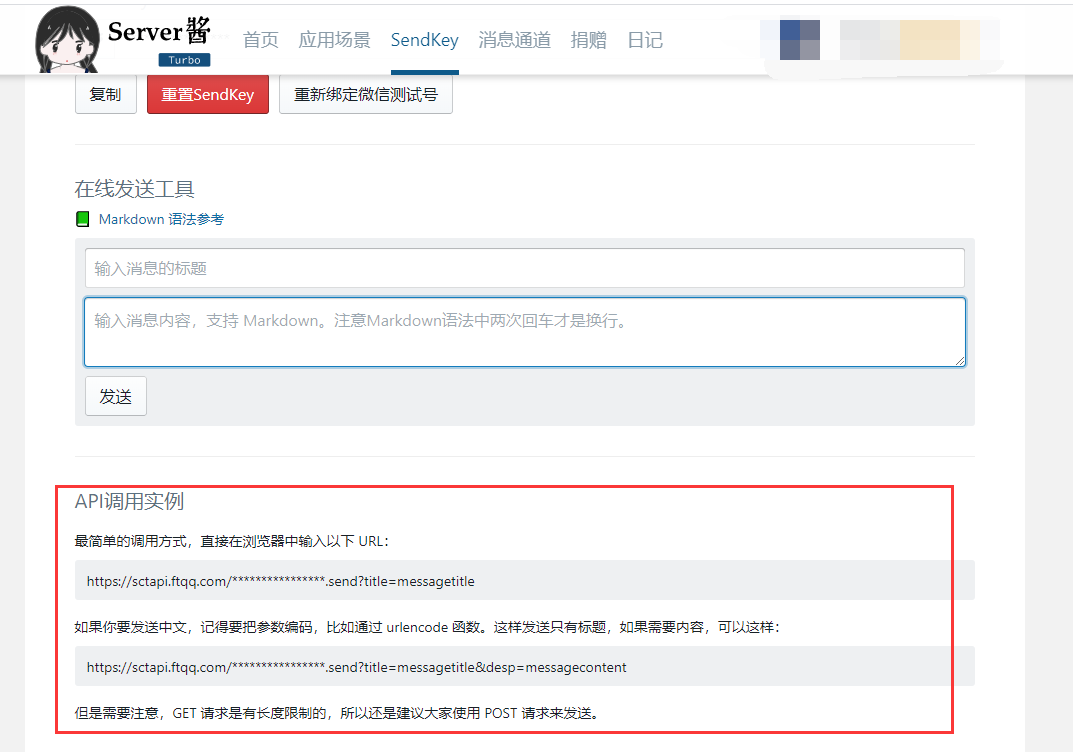 Server酱
Turbo
首页 应用场景 SendKey 消息通道 捐赠 日记
复制 重置SendKey 重新绑定微信测试号
在线发送工具
Markdown 语法参考
输入消息的标题
输入消息内容，支持 Markdown。注意Markdown语法中两次回车才是换行。
发送
API调用实例
最简单的调用方式，直接在浏览器中输入以下 URL：
https://sctapi.ftqq.com/****************.send?title=messagetitle
如果你要发送中文，记得要把参数编码，比如通过 urlencode 函数。这样发送只有标题，如果需要内容，可以这样：
https://sctapi.ftqq.com/****************.send?title=messagetitle&desp=messagecontent
但是需要注意，GET 请求是有长度限制的，所以还是建议大家使用 POST 请求来发送。